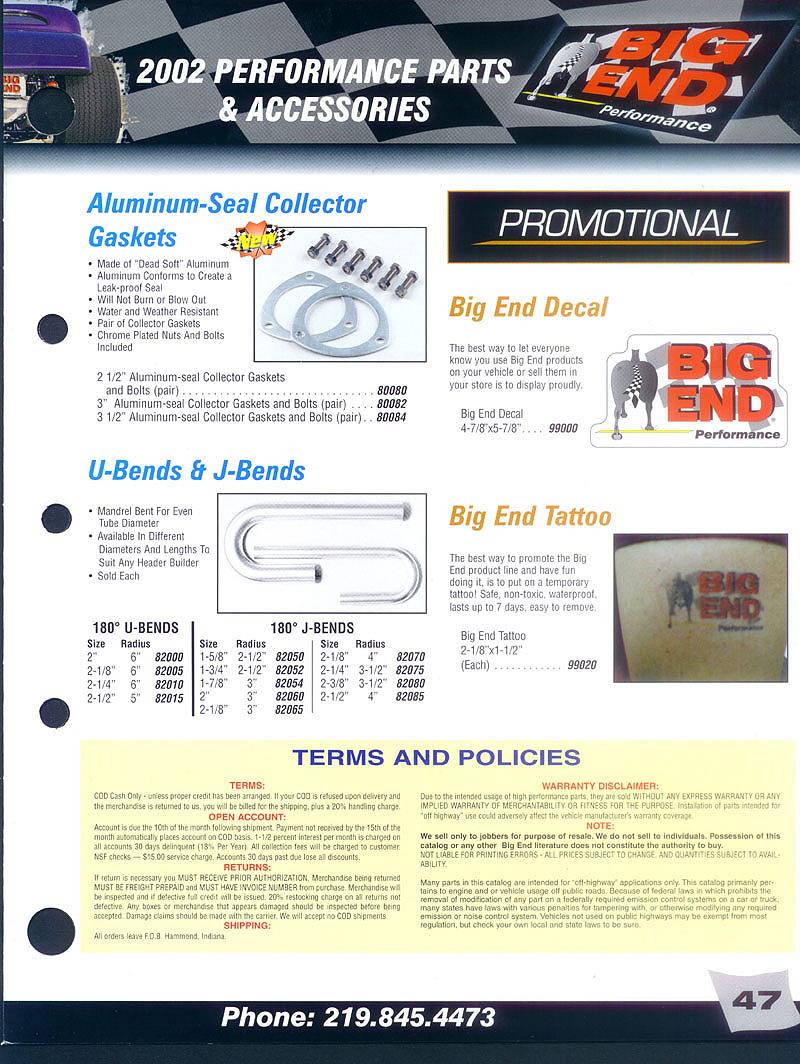 2002 PERFORMANCE PARTS
& ACCESSORIES
BIG
END®
Performance
Aluminum-Seal Collector
Gaskets
New
• Made of "Dead Soft" Aluminum
• Aluminum Conforms to Create a
Leak-proof Seal
• Will Not Burn or Blow Out
• Water and Weather Resistant
• Pair of Collector Gaskets
• Chrome Plated Nuts And Bolts
Included
2 1/2" Aluminum-seal Collector Gaskets
and Bolts (pair) . . . . . . . . . . . . . . . . . . . . . . . . . . . . . . . 80080
3" Aluminum-seal Collector Gaskets and Bolts (pair) . . . . 80082
3 1/2" Aluminum-seal Collector Gaskets and Bolts (pair) . . 80084
U-Bends & J-Bends
• Mandrel Bent For Even
Tube Diameter
• Available In Different
Diameters And Lengths To
Suit Any Header Builder
• Sold Each
180° U-BENDS
Size Radius
2" 6" 82000
2-1/8" 6" 82005
2-1/4" 6" 82010
2-1/2" 5" 82015
180° J-BENDS
Size Radius
1-5/8" 2-1/2" 82050
1-3/4" 2-1/2" 82052
1-7/8" 3" 82054
2" 3" 82060
2-1/8" 3" 82065
Size Radius
2-1/8" 4" 82070
2-1/4" 3-1/2" 82075
2-3/8" 3-1/2" 82080
2-1/2" 4" 82085
PROMOTIONAL
Big End Decal
The best way to let everyone
know you use Big End products
on your vehicle or sell them in
your store is to display proudly.
Big End Decal
4-7/8"x5-7/8" . . . . 99000
BIG
END
Performance
Big End Tattoo
The best way to promote the Big
End product line and have fun
doing it, is to put on a temporary
tattoo! Safe, non-toxic, waterproof,
lasts up to 7 days, easy to remove.
Big End Tattoo
2-1/8"x1-1/2"
(Each) . . . . . . . . . . . . 99020
BIG
END
Performance
TERMS AND POLICIES
TERMS:
COD Cash Only - unless proper credit has been arranged. If your COD is refused upon delivery and
the merchandise is returned to us, you will be billed for the shipping, plus a 20% handling charge.
OPEN ACCOUNT:
Account is due the 10th of the month following shipment. Payment not received by the 15th of the
month automatically places account on COD basis. 1-1/2 percent interest per month is charged on
all accounts 30 days delinquent (18% Per Year). All collection fees will be charged to customer.
NSF checks — $15.00 service charge. Accounts 30 days past due lose all discounts.
RETURNS:
If return is necessary you MUST RECEIVE PRIOR AUTHORIZATION. Merchandise being returned
MUST BE FREIGHT PREPAID and MUST HAVE INVOICE NUMBER from purchase. Merchandise will
be inspected and if defective full credit will be issued. 20% restocking charge on all returns not
defective. Any boxes or merchandise that appears damaged should be inspected before being
accepted. Damage claims should be made with the carrier. We will accept no COD shipments.
SHIPPING:
All orders leave F.O.B. Hammond, Indiana.
WARRANTY DISCLAIMER:
Due to the intended usage of high performance parts, they are sold WITHOUT ANY EXPRESS WARRANTY OR ANY
IMPLIED WARRANTY OF MERCHANTABILITY OR FITNESS FOR THE PURPOSE. Installation of parts intended for
"off highway" use could adversely affect the vehicle manufacturer's warranty coverage.
NOTE:
We sell only to jobbers for purpose of resale. We do not sell to individuals. Possession of this
catalog or any other Big End literature does not constitute the authority to buy.
NOT LIABLE FOR PRINTING ERRORS - ALL PRICES SUBJECT TO CHANGE, AND QUANTITIES SUBJECT TO AVAIL-
ABILITY.
Many parts in this catalog are intended for "off-highway" applications only. This catalog primarily per-
tains to engine and or vehicle usage off public roads. Because of federal laws in which prohibits the
removal of modification of any part on a federally required emission control systems on a car or truck,
many states have laws with various penalties for tampering with, or otherwise modifying any required
emission or noise control system. Vehicles not used on public highways may be exempt from most
regulation, but check your own local and state laws to be sure.
Phone: 219.845.4473
47